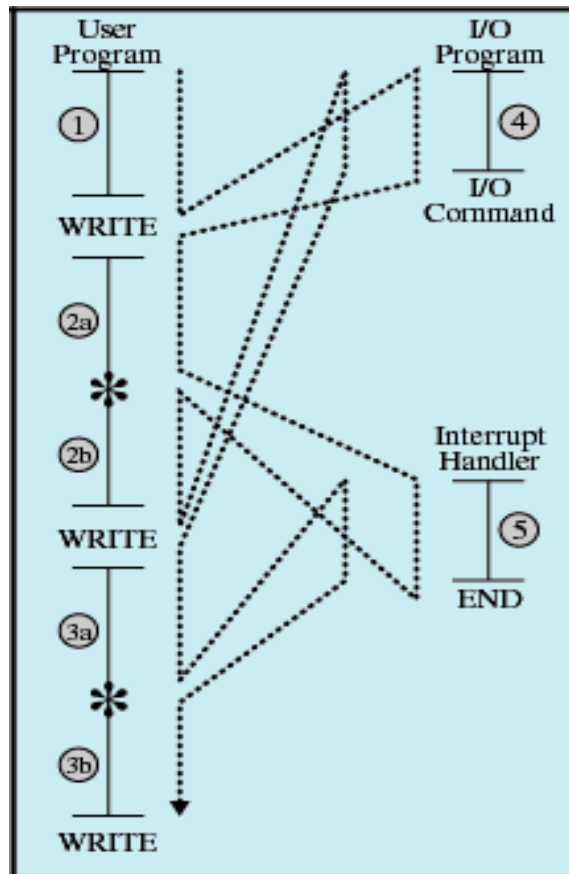 User
Program
1
WRITE
2a
*
2b
WRITE
3a
*
3b
WRITE
I/O
Program
4
I/O
Command
Interrupt
Handler
5
END